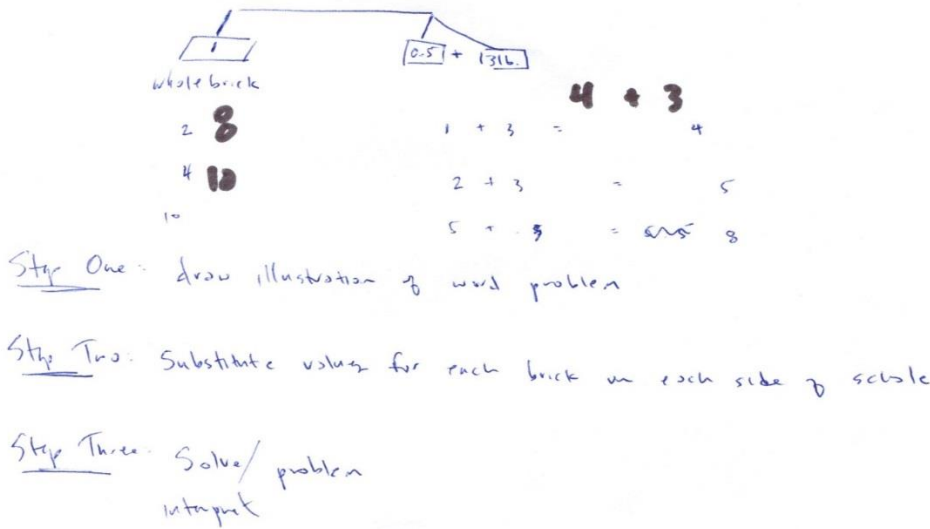 1 0.5 + 3 lb.
whole brick
4 + 3
2 8 1 + 3 = 4
4 10 2 + 3 = 5
10 5 + 3 = 8
Step One: draw illustration of word problem
Step Two: Substitute values for each brick on each side of schale
Step Three: Solve/ problem
interpret